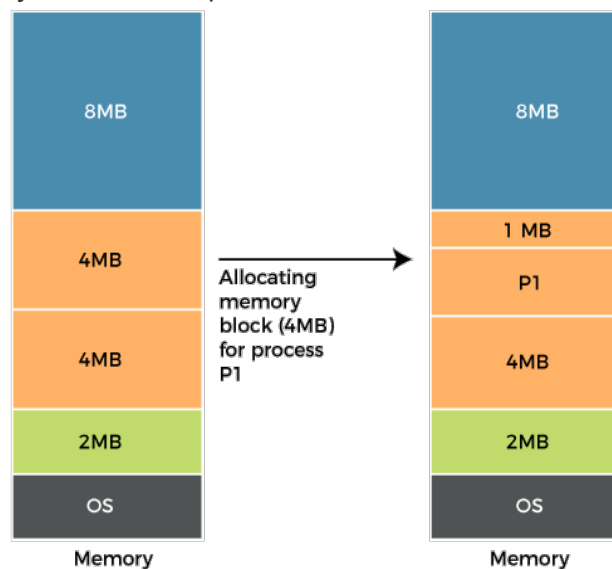 8MB
4MB
4MB
2MB
OS
Memory
Allocating
memory
block (4MB)
for process
P1
8MB
1 MB
P1
4MB
2MB
OS
Memory